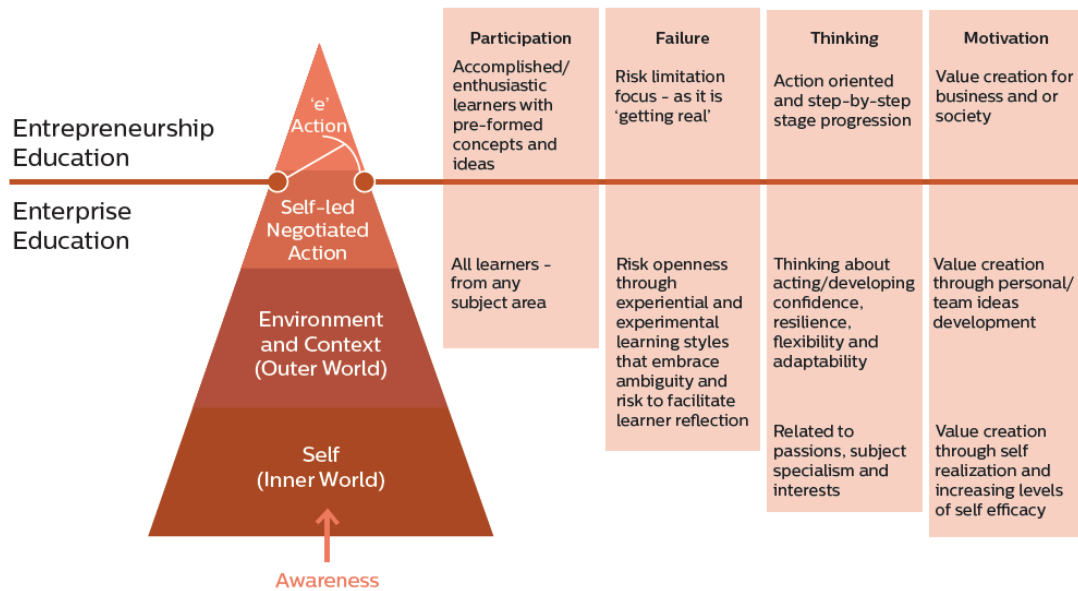 Entrepreneurship
Education
Enterprise
Education
‘e’
Action
Self-led
Negotiated
Action
Environment
and Context
(Outer World)
Self
(Inner World)
Awareness
Participation
Accomplished/
enthusiastic
learners with
pre-formed
concepts and
ideas
All learners -
from any
subject area
Failure
Risk limitation
focus - as it is
‘getting real’
Risk openness
through
experiential and
experimental
learning styles
that embrace
ambiguity and
risk to facilitate
learner reflection
Thinking
Action oriented
and step-by-step
stage progression
Thinking about
acting/developing
confidence,
resilience,
flexibility and
adaptability
Related to
passions, subject
specialism and
interests
Motivation
Value creation for
business and or
society
Value creation
through personal/
team ideas
development
Value creation
through self
realization and
increasing levels
of self efficacy